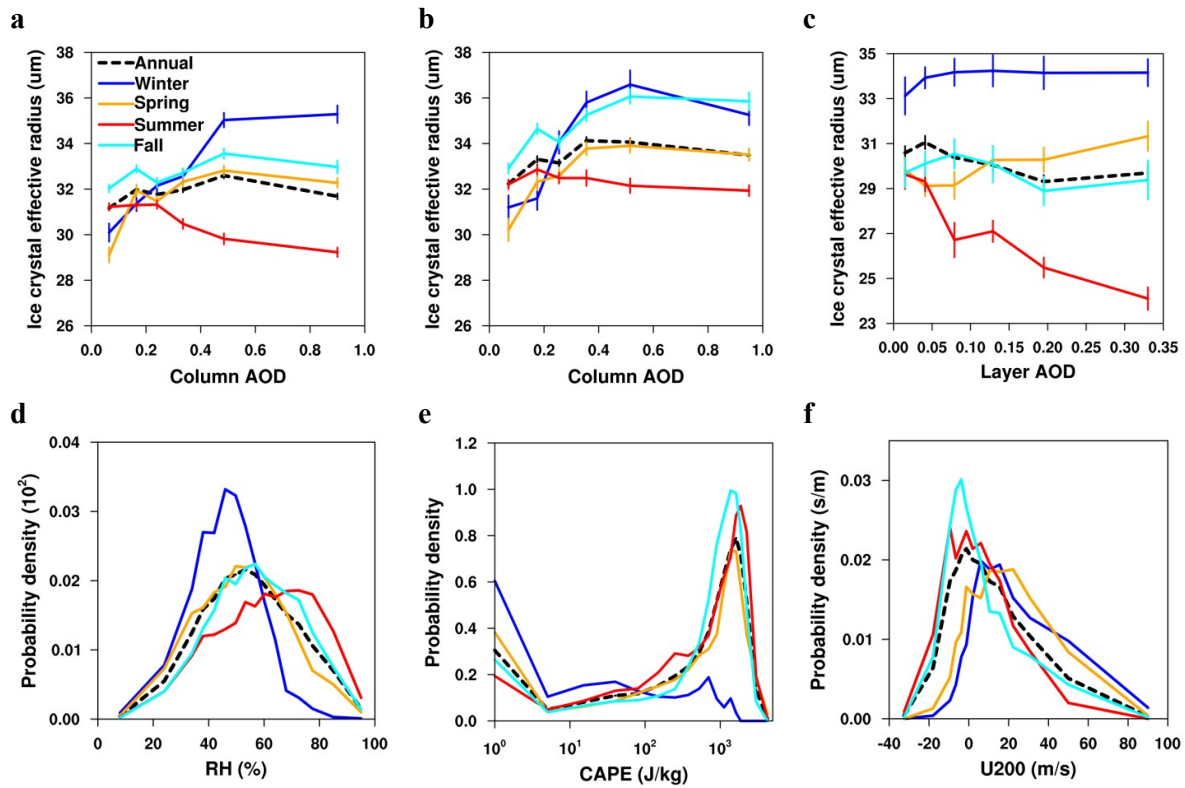 a
b
c
Ice crystal effective radius (um)
38
36
34
32
30
28
26
Annual
Winter
Spring
Summer
Fall
0.0 0.2 0.4 0.6 0.8 1.0
Column AOD
Ice crystal effective radius (um)
38
36
34
32
30
28
26
0.0 0.2 0.4 0.6 0.8 1.0
Column AOD
Ice crystal effective radius (um)
35
33
31
29
27
25
23
0.00 0.05 0.10 0.15 0.20 0.25 0.30 0.35
Layer AOD
d
e
f
Probability density (10²)
0.04
0.03
0.02
0.01
0.00
0 20 40 60 80 100
RH (%)
Probability density
1.2
1.0
0.8
0.6
0.4
0.2
0.0
10⁰ 10¹ 10² 10³
CAPE (J/kg)
Probability density (s/m)
0.03
0.02
0.01
0.00
-40 -20 0 20 40 60 80 100
U200 (m/s)